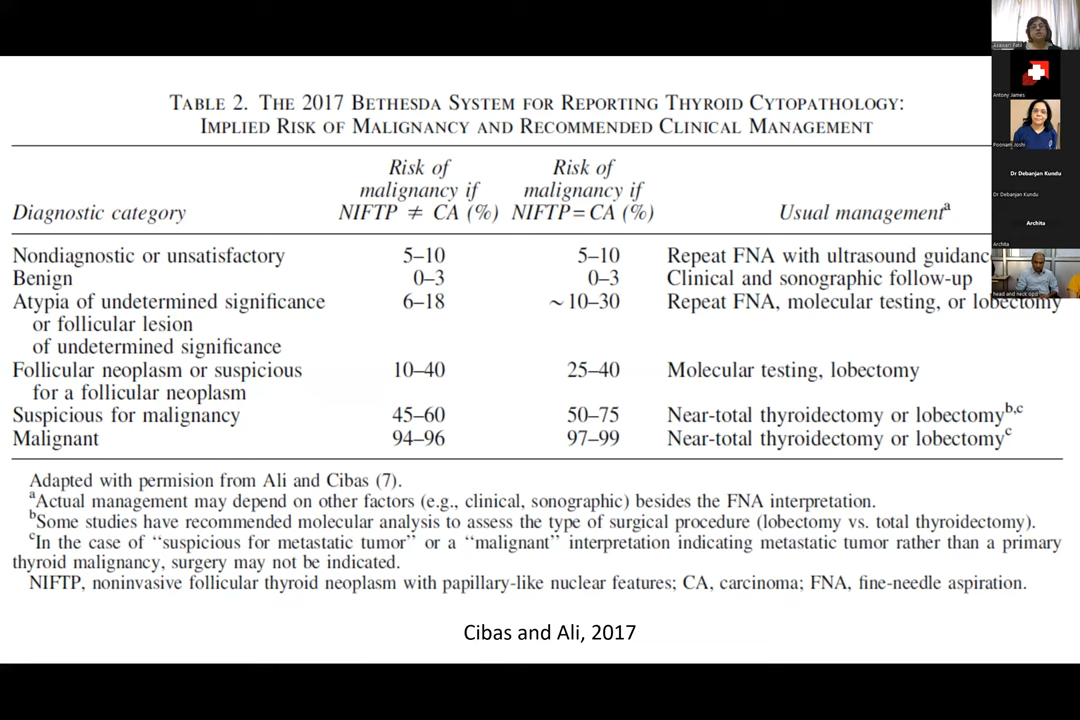 TABLE 2. THE 2017 BETHESDA SYSTEM FOR REPORTING THYROID CYTOPATHOLOGY:
IMPLIED RISK OF MALIGNANCY AND RECOMMENDED CLINICAL MANAGEMENT
Diagnostic category
Risk of
malignancy if
NIFTP ≠ CA (%)
Risk of
malignancy if
NIFTP = CA (%)
Usual managementᵃ
Nondiagnostic or unsatisfactory 5–10 5–10 Repeat FNA with ultrasound guidanc
Benign 0–3 0–3 Clinical and sonographic follow-up
Atypia of undetermined significance 6–18 ~10–30 Repeat FNA, molecular testing, or lobectomy
or follicular lesion
of undetermined significance
Follicular neoplasm or suspicious 10–40 25–40 Molecular testing, lobectomy
for a follicular neoplasm
Suspicious for malignancy 45–60 50–75 Near-total thyroidectomy or lobectomyᵇ,ᶜ
Malignant 94–96 97–99 Near-total thyroidectomy or lobectomyᶜ
Adapted with permision from Ali and Cibas (7).
ᵃActual management may depend on other factors (e.g., clinical, sonographic) besides the FNA interpretation.
ᵇSome studies have recommended molecular analysis to assess the type of surgical procedure (lobectomy vs. total thyroidectomy).
ᶜIn the case of ‘‘suspicious for metastatic tumor’’ or a ‘‘malignant’’ interpretation indicating metastatic tumor rather than a primary
thyroid malignancy, surgery may not be indicated.
NIFTP, noninvasive follicular thyroid neoplasm with papillary-like nuclear features; CA, carcinoma; FNA, fine-needle aspiration.
Cibas and Ali, 2017
Asawari Patil
Antony James
Poonam Joshi
Dr Debanjan Kundu
Dr Debanjan Kundu
Archita
Archita
head and neck opd